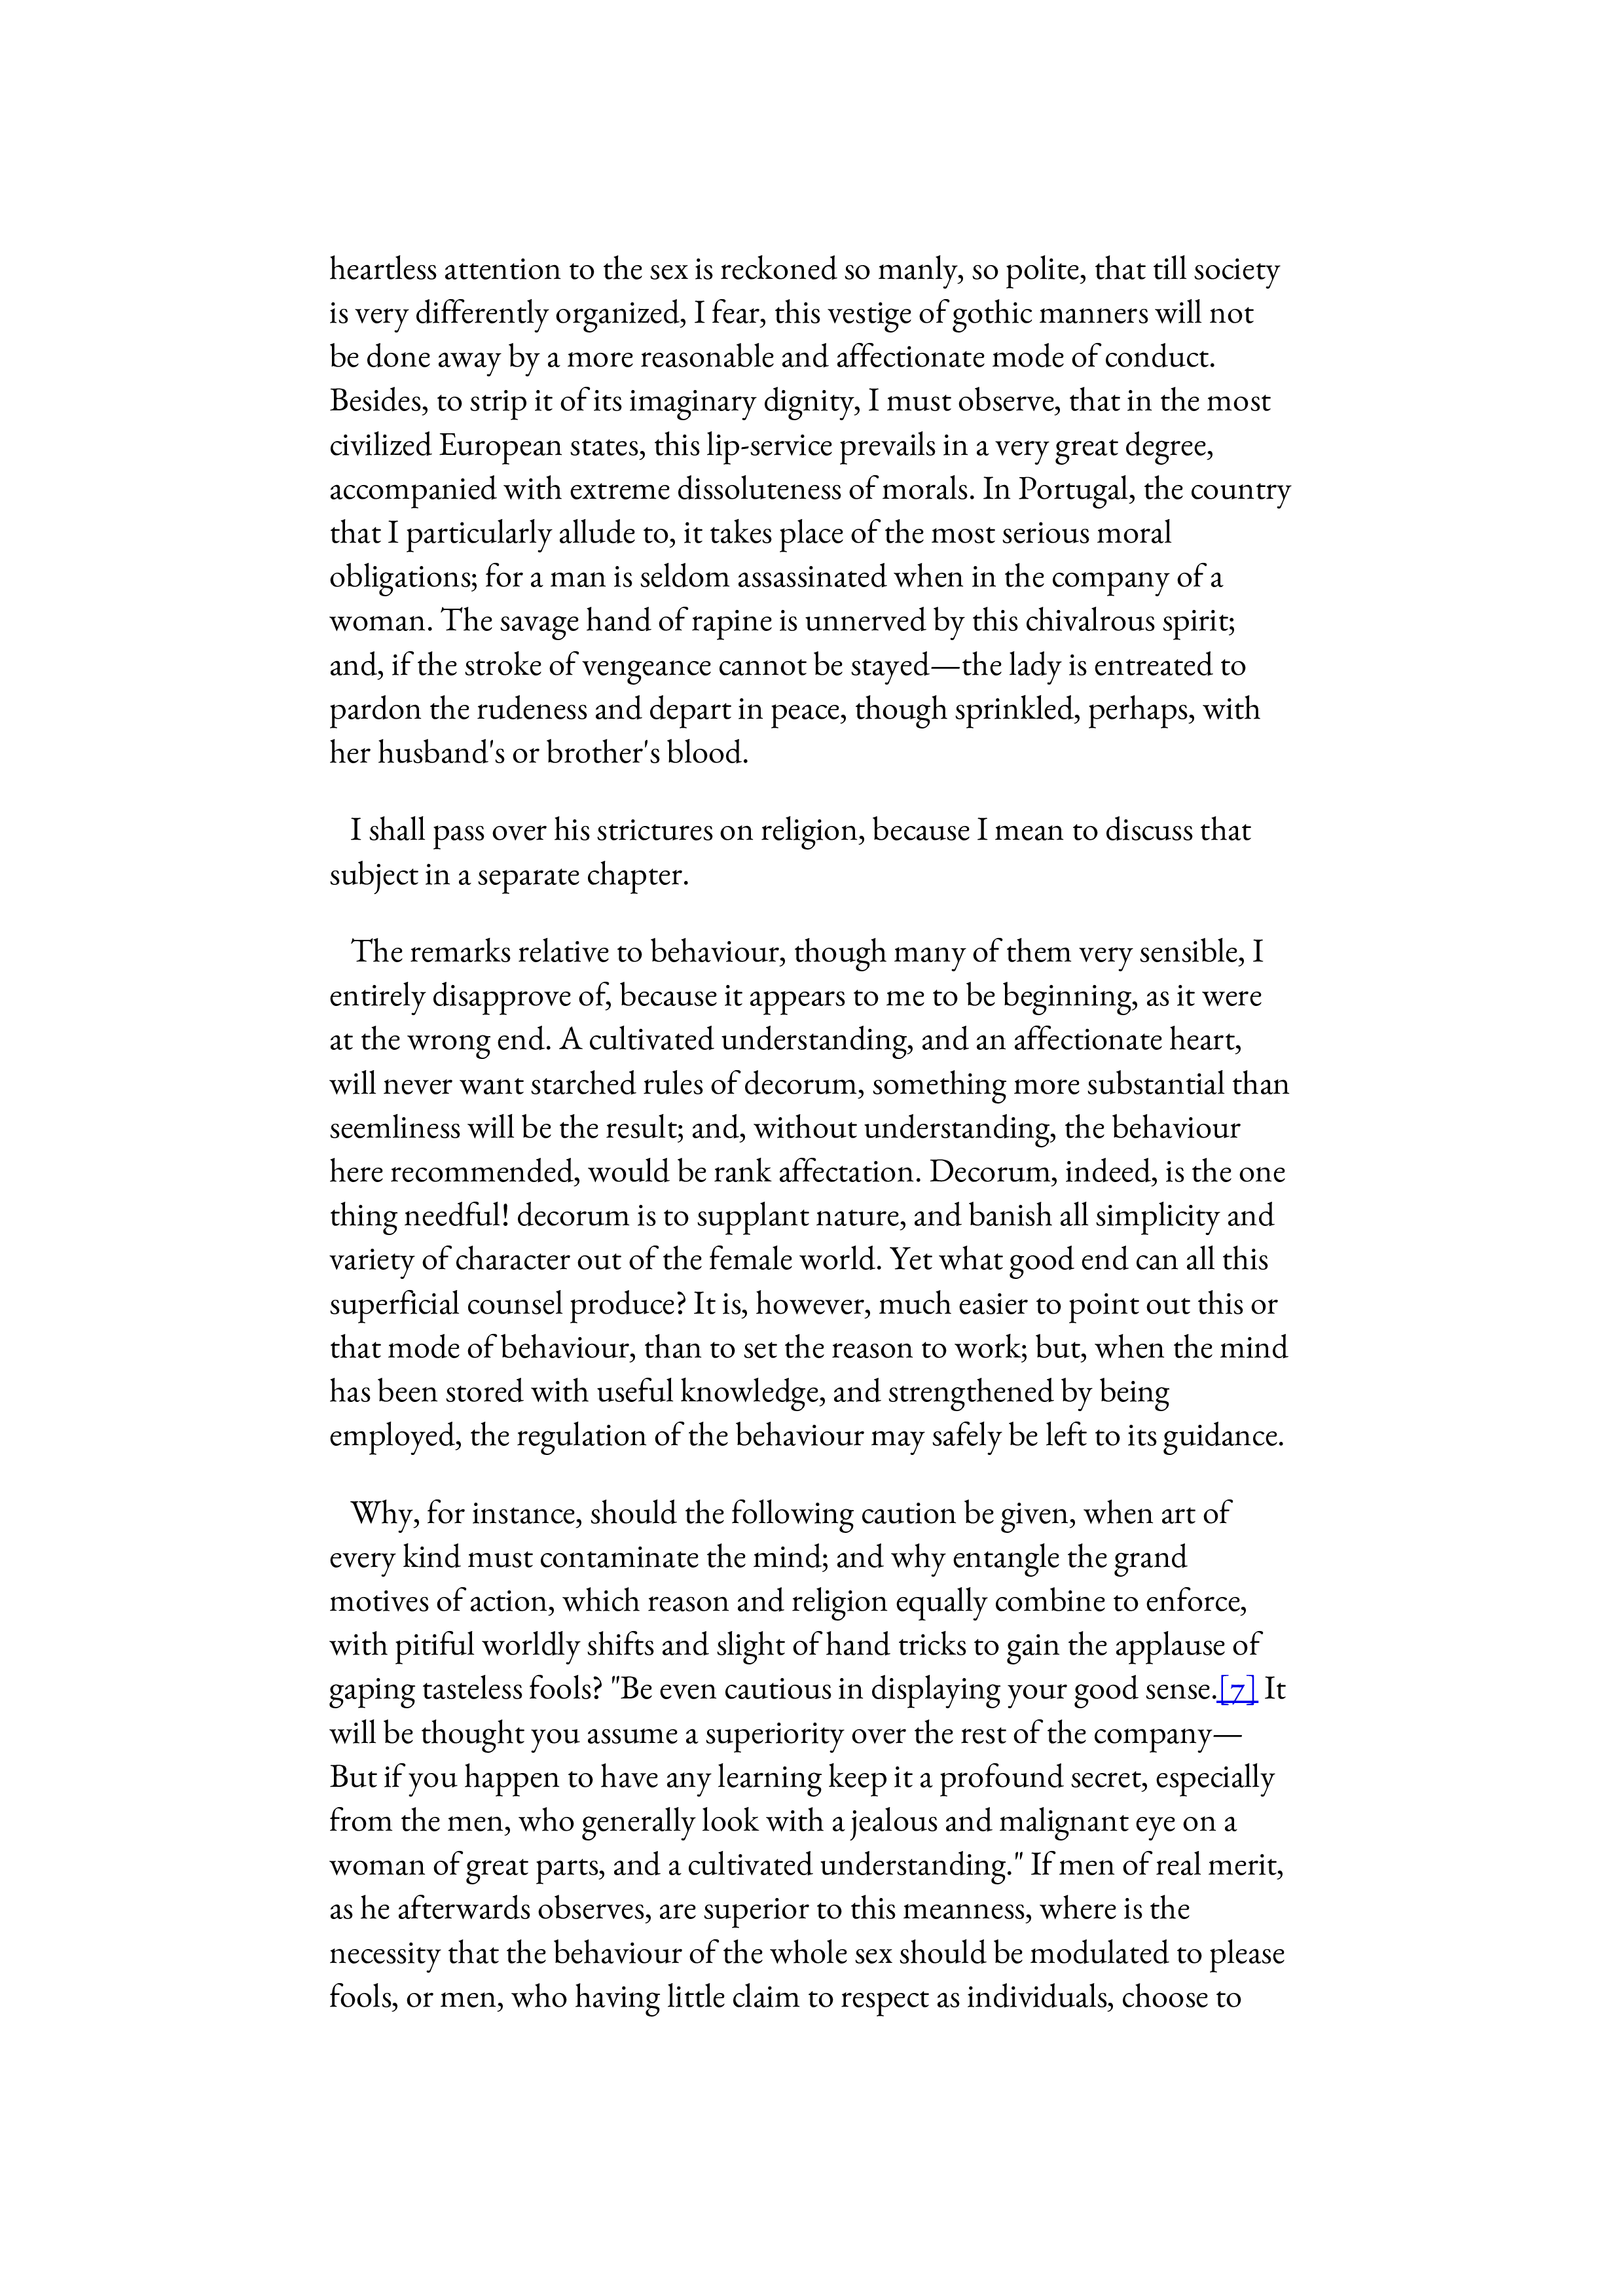 heartless attention to the sex is reckoned so manly, so polite, that till society
is very differently organized, I fear, this vestige of gothic manners will not
be done away by a more reasonable and affectionate mode of conduct.
Besides, to strip it of its imaginary dignity, I must observe, that in the most
civilized European states, this lip-service prevails in a very great degree,
accompanied with extreme dissoluteness of morals. In Portugal, the country
that I particularly allude to, it takes place of the most serious moral
obligations; for a man is seldom assassinated when in the company of a
woman. The savage hand of rapine is unnerved by this chivalrous spirit;
and, if the stroke of vengeance cannot be stayed—the lady is entreated to
pardon the rudeness and depart in peace, though sprinkled, perhaps, with
her husband's or brother's blood.
I shall pass over his strictures on religion, because I mean to discuss that
subject in a separate chapter.
The remarks relative to behaviour, though many of them very sensible, I
entirely disapprove of, because it appears to me to be beginning, as it were
at the wrong end. A cultivated understanding, and an affectionate heart,
will never want starched rules of decorum, something more substantial than
seemliness will be the result; and, without understanding, the behaviour
here recommended, would be rank affectation. Decorum, indeed, is the one
thing needful! decorum is to supplant nature, and banish all simplicity and
variety of character out of the female world. Yet what good end can all this
superficial counsel produce? It is, however, much easier to point out this or
that mode of behaviour, than to set the reason to work; but, when the mind
has been stored with useful knowledge, and strengthened by being
employed, the regulation of the behaviour may safely be left to its guidance.
Why, for instance, should the following caution be given, when art of
every kind must contaminate the mind; and why entangle the grand
motives of action, which reason and religion equally combine to enforce,
with pitiful worldly shifts and slight of hand tricks to gain the applause of
gaping tasteless fools? "Be even cautious in displaying your good sense.[7] It
will be thought you assume a superiority over the rest of the company—
But if you happen to have any learning keep it a profound secret, especially
from the men, who generally look with a jealous and malignant eye on a
woman of great parts, and a cultivated understanding." If men of real merit,
as he afterwards observes, are superior to this meanness, where is the
necessity that the behaviour of the whole sex should be modulated to please
fools, or men, who having little claim to respect as individuals, choose to